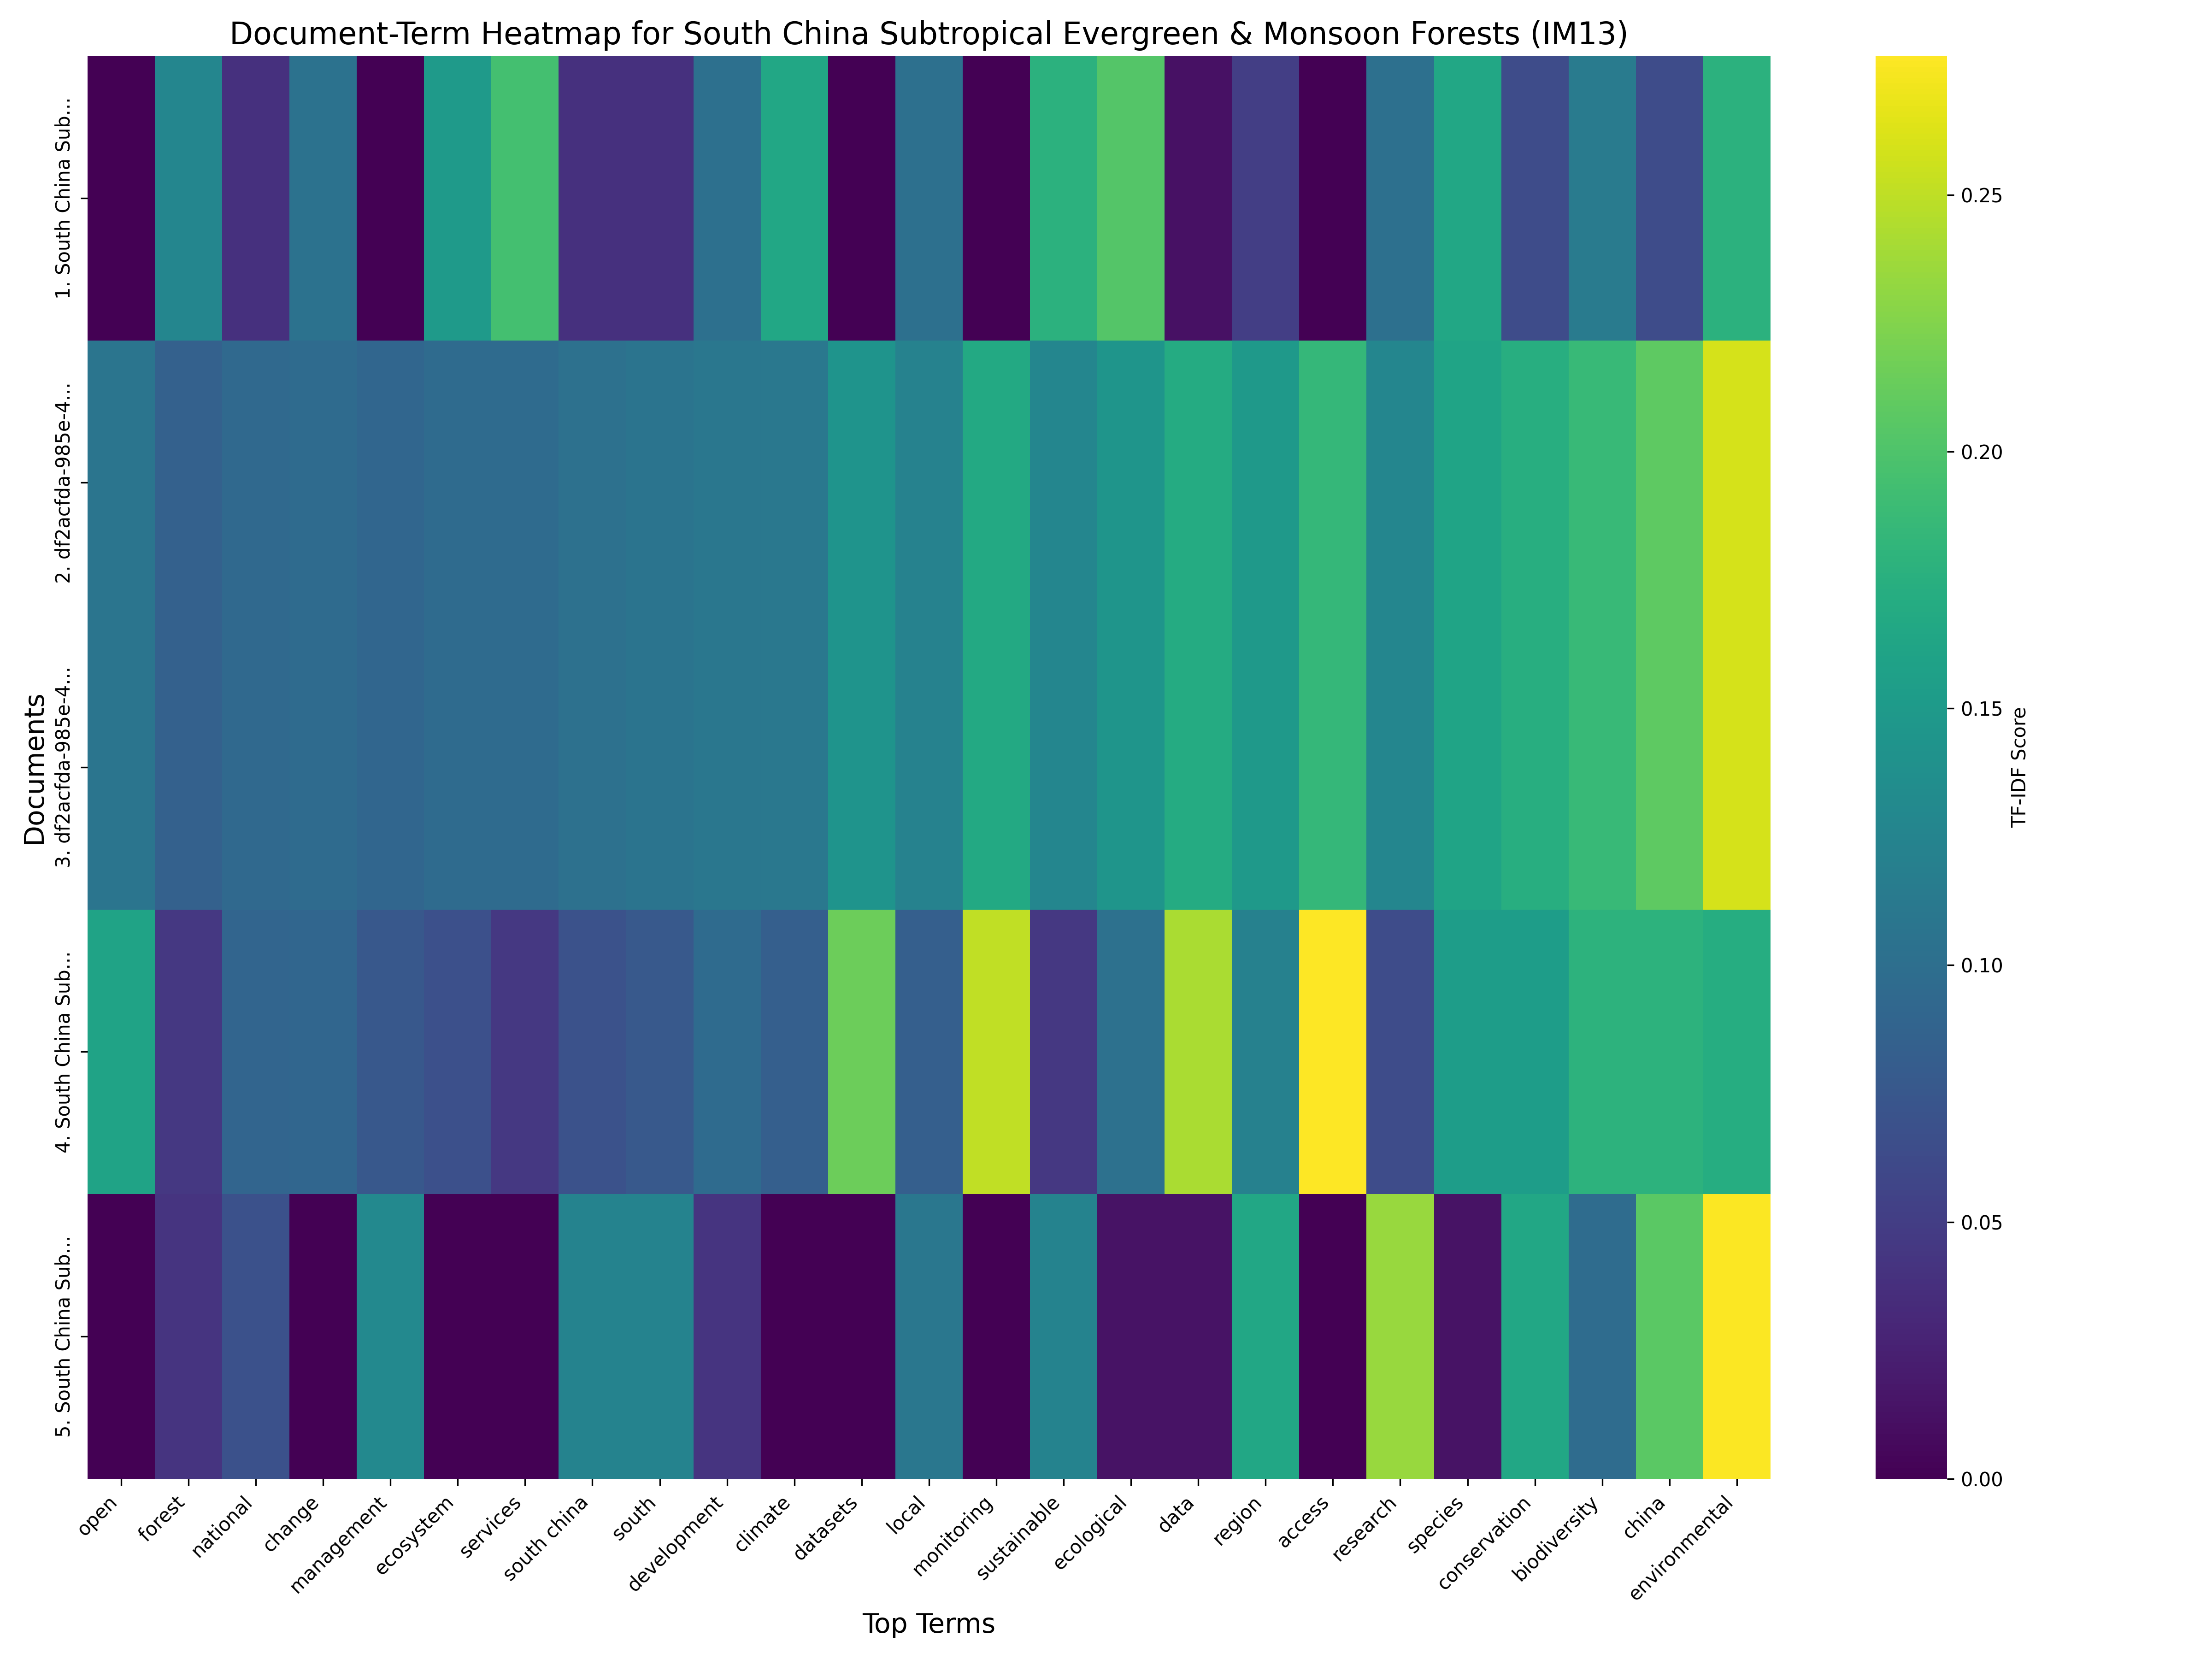 Document-Term Heatmap for South China Subtropical Evergreen & Monsoon Forests (IM13)
Documents
1. South China Sub...
2. df2acfda-985e-4...
3. df2acfda-985e-4...
4. South China Sub...
5. South China Sub...
open
forest
national
change
management
ecosystem
services
south china
south
development
climate
datasets
local
monitoring
sustainable
ecological
data
region
access
research
species
conservation
biodiversity
china
environmental
Top Terms
0.25
0.20
0.15
0.10
0.05
0.00
TF-IDF Score